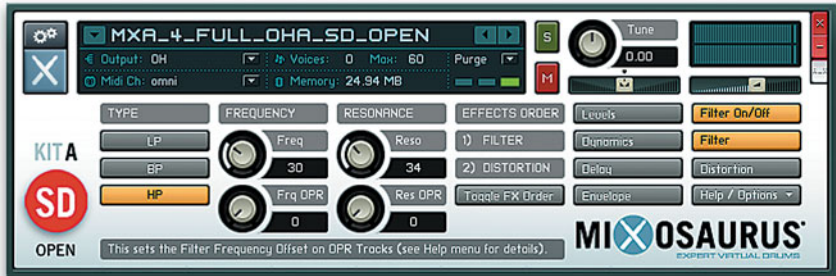 MXA_4_FULL_OHA_SD_OPEN
S
Tune
0.00
Output: OH
Voices: 0 Max: 60
Purge
Midi Ch: omni
Memory: 24.94 MB
M
TYPE
FREQUENCY
RESONANCE
EFFECTS ORDER
Levels
Filter On/Off
LP
Freq
30
Reso
34
1) FILTER
Dynamics
Filter
KIT A
BP
2) DISTORTION
Delay
Distortion
SD
HP
Frq OPR
0
Res OPR
0
Toggle FX Order
Envelope
Help / Options
OPEN
This sets the Filter Frequency Offset on OPR Tracks (see Help menu for details).
MIXOSAURUS
EXPERT VIRTUAL DRUMS